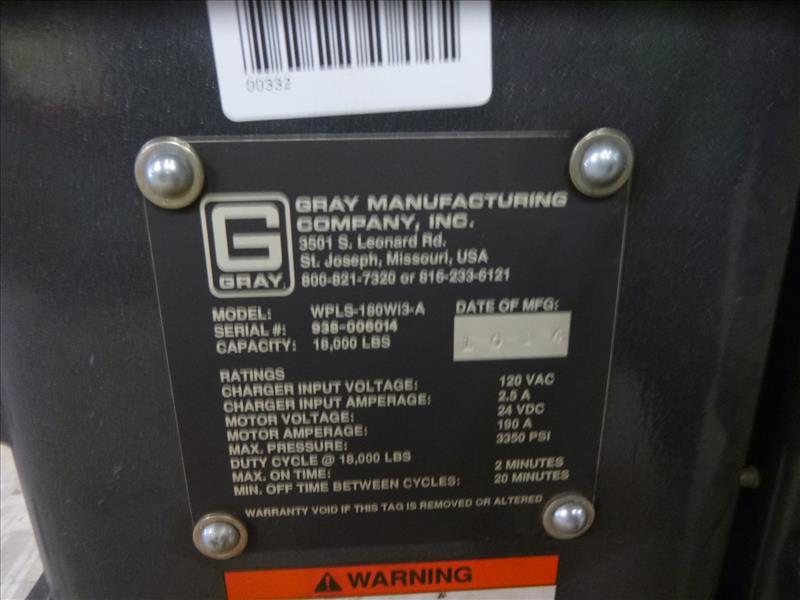 00332
G
GRAY
GRAY MANUFACTURING
COMPANY, INC.
3501 S. Leonard Rd.
St. Joseph, Missouri, USA
800-821-7320 or 816-233-6121
MODEL: WPLS-180Wi3-A
SERIAL #: 938-006014
CAPACITY: 18,000 LBS
DATE OF MFG:
RATINGS
CHARGER INPUT VOLTAGE: 120 VAC
CHARGER INPUT AMPERAGE: 2.5 A
MOTOR VOLTAGE: 24 VDC
MOTOR AMPERAGE: 190 A
MAX. PRESSURE: 3350 PSI
DUTY CYCLE @ 18,000 LBS
MAX. ON TIME: 2 MINUTES
MIN. OFF TIME BETWEEN CYCLES: 20 MINUTES
WARRANTY VOID IF THIS TAG IS REMOVED OR ALTERED
WARNING